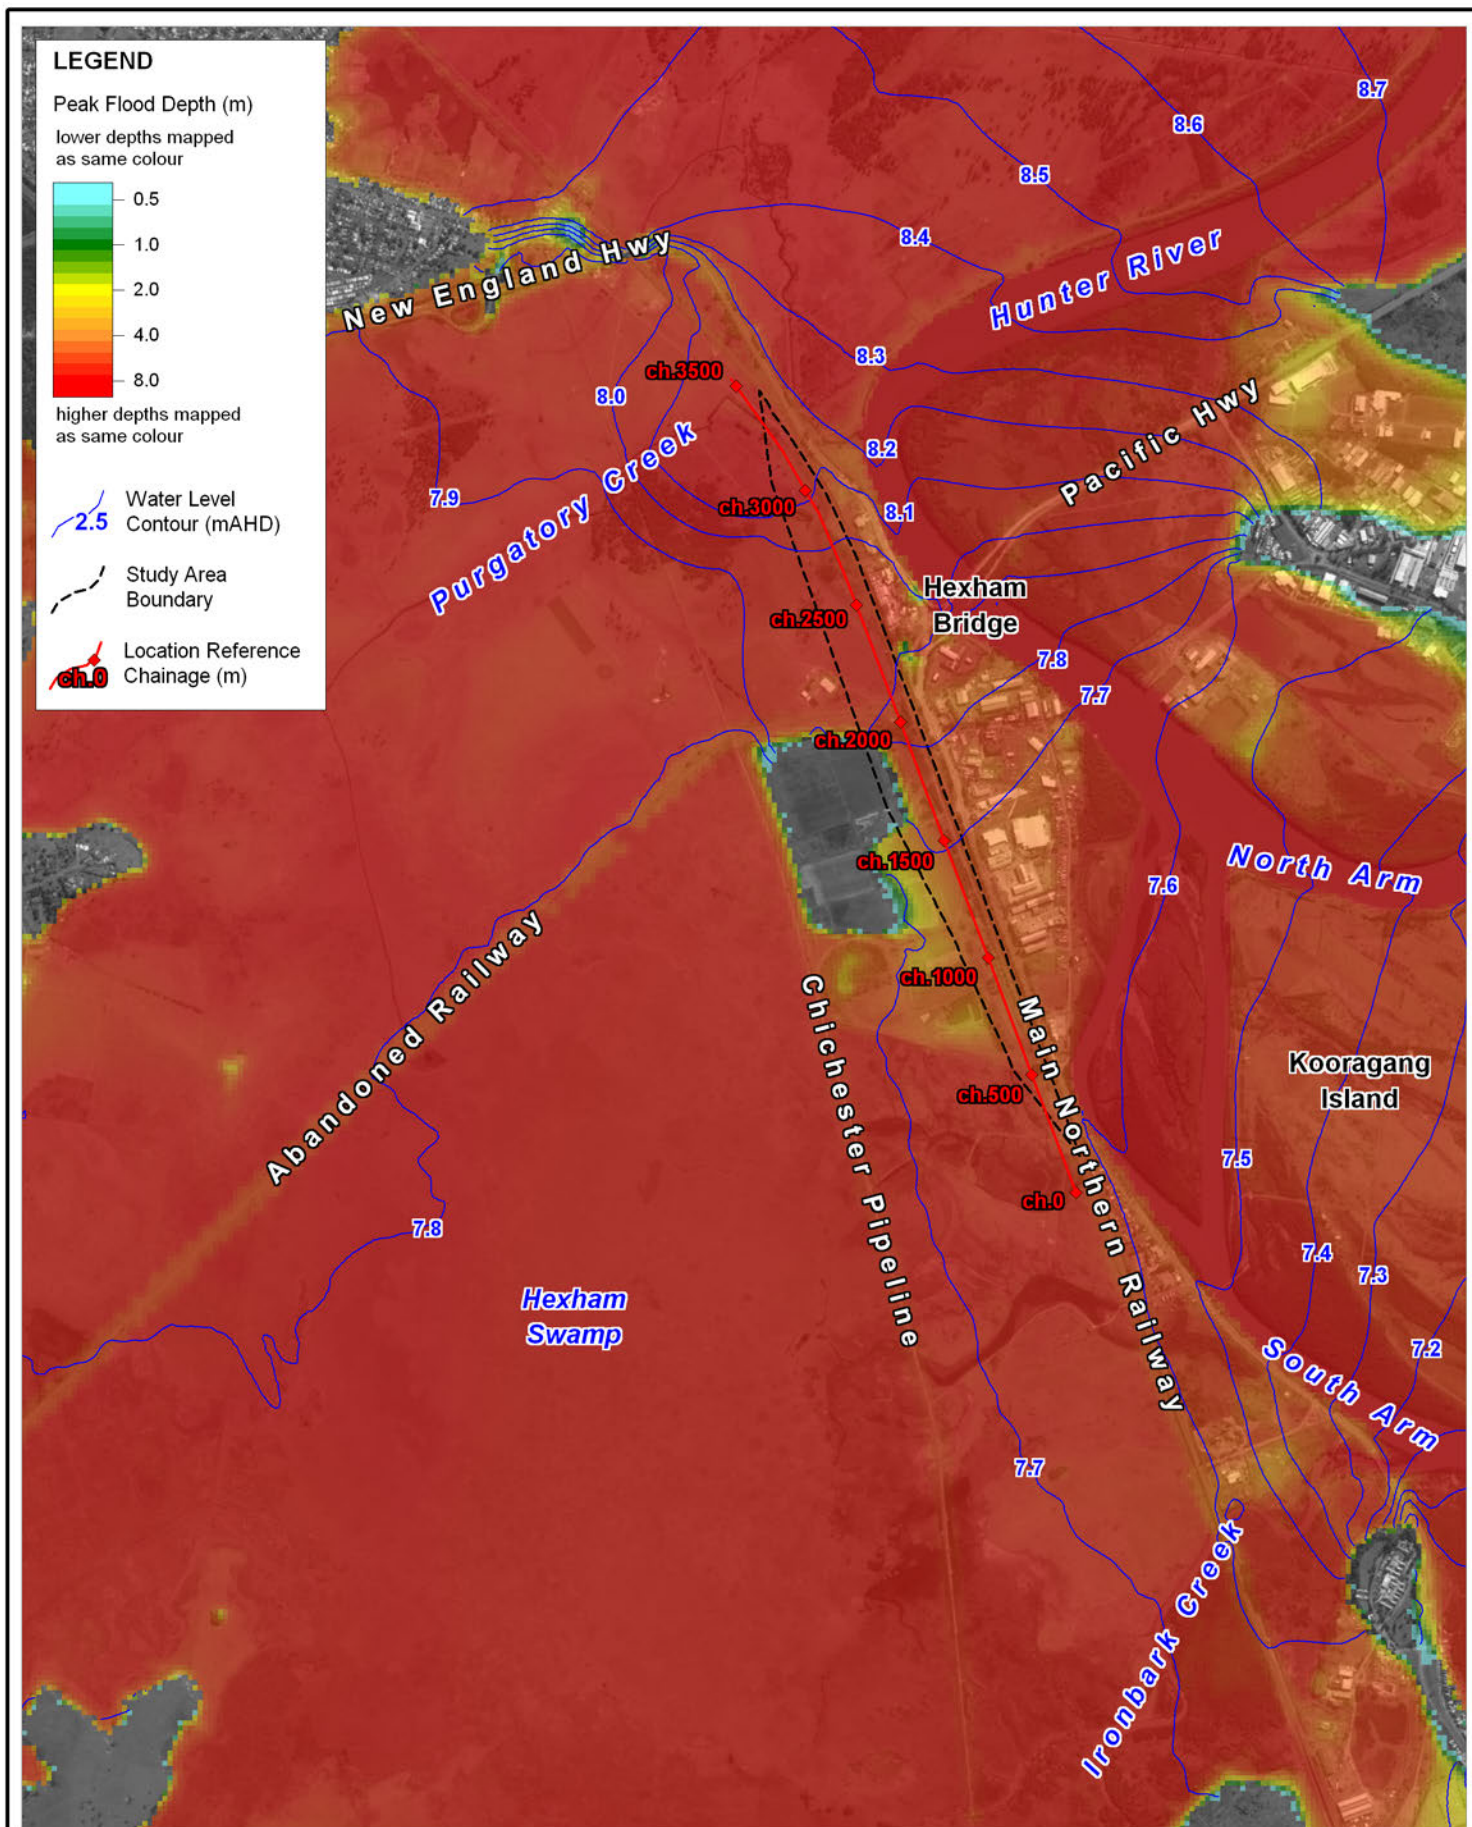 LEGEND
Peak Flood Depth (m)
lower depths mapped
as same colour
0.5
1.0
2.0
4.0
8.0
higher depths mapped
as same colour
2.5
Water Level
Contour (mAHD)
Study Area
Boundary
ch.0
Location Reference
Chainage (m)
8.7
8.6
8.5
8.4
New England Hwy
Hunter River
8.3
ch.3500
8.0
Pacific Hwy
8.2
Purgatory Creek
7.9
ch.3000
8.1
Hexham
Bridge
ch.2500
7.8
7.7
ch.2000
ch.1500
North Arm
7.6
Abandoned Railway
ch.1000
Chichester Pipeline
Main Northern Railway
Kooragang
Island
ch.500
7.5
ch.0
7.8
7.4
7.3
Hexham
Swamp
7.2
South Arm
7.7
Ironbark Creek